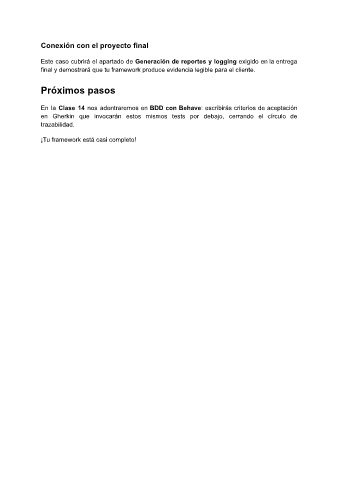 Conexión con el proyecto final
Este caso cubrirá el apartado de Generación de reportes y logging exigido en la entrega
final y demostrará que tu framework produce evidencia legible para el cliente.
Próximos pasos
En la Clase 14 nos adentraremos en BDD con Behave: escribirás criterios de aceptación
en Gherkin que invocarán estos mismos tests por debajo, cerrando el círculo de
trazabilidad.
¡Tu framework está casi completo!